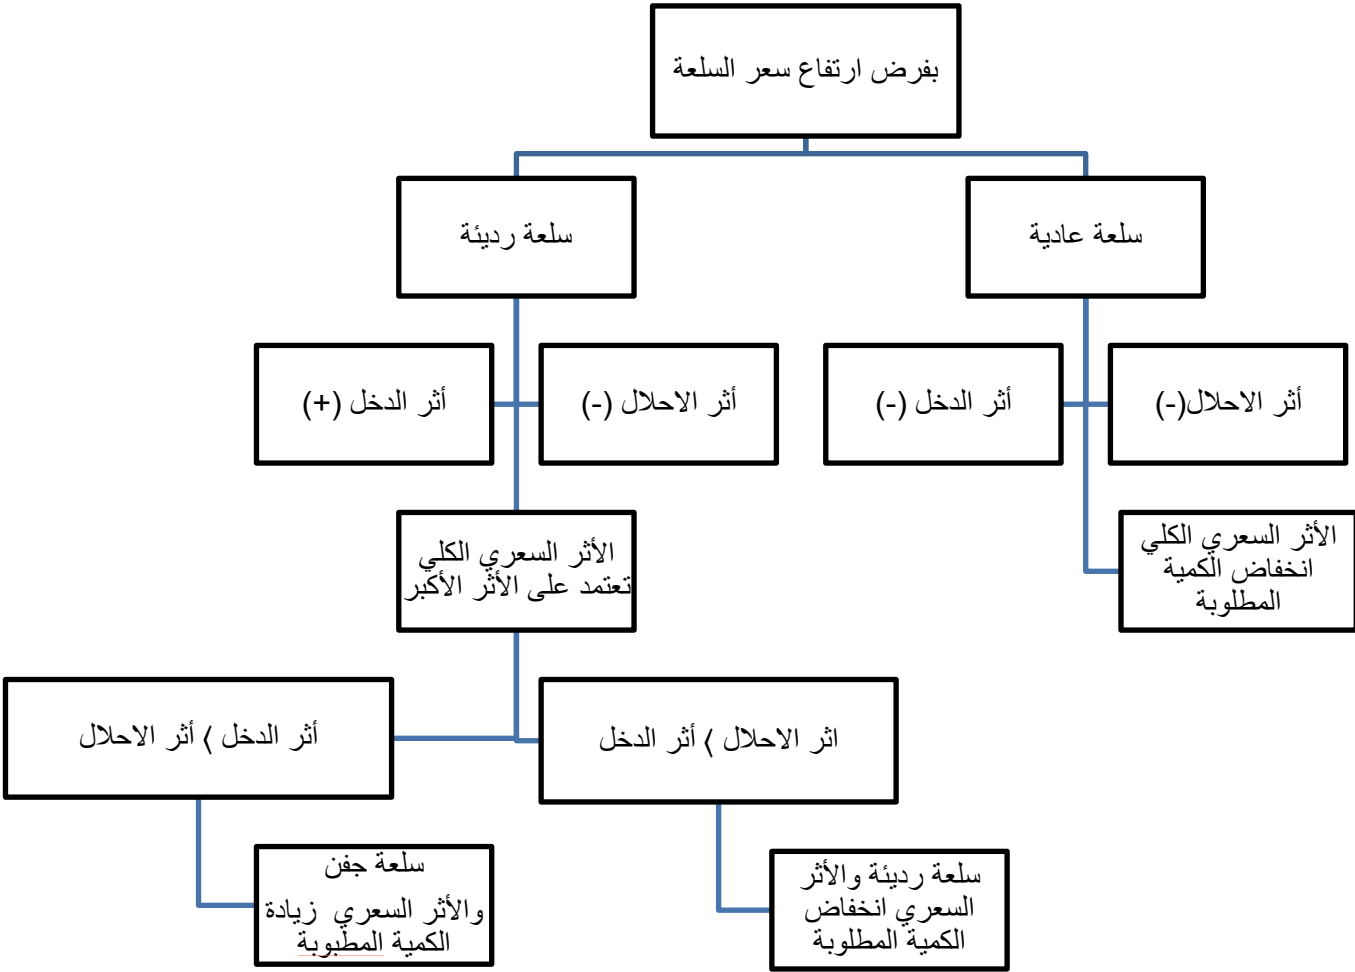 بفرض ارتفاع سعر السلعة
سلعة عادية
سلعة رديئة
أثر الاحلال(-)
أثر الدخل (-)
أثر الاحلال (-)
أثر الدخل (+)
الأثر السعري الكلي
انخفاض الكمية
المطلوبة
الأثر السعري الكلي
تعتمد على الأثر الأكبر
اثر الاحلال ⟩ أثر الدخل
أثر الدخل ⟩ أثر الاحلال
سلعة رديئة والأثر
السعري انخفاض
الكمية المطلوبة
سلعة جفن
والأثر السعري زيادة
الكمية المطبوبة